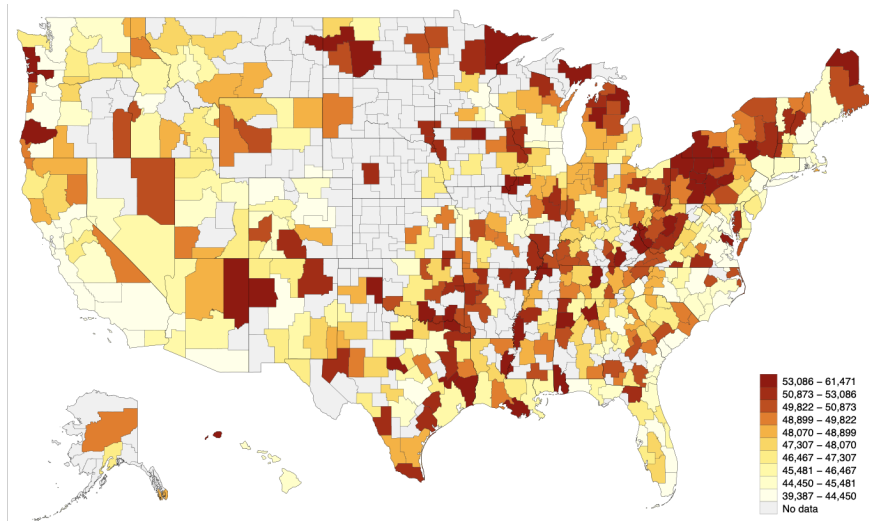 53,086 – 61,471
50,873 – 53,086
49,822 – 50,873
48,899 – 49,822
48,070 – 48,899
47,307 – 48,070
46,467 – 47,307
45,481 – 46,467
44,450 – 45,481
39,387 – 44,450
No data